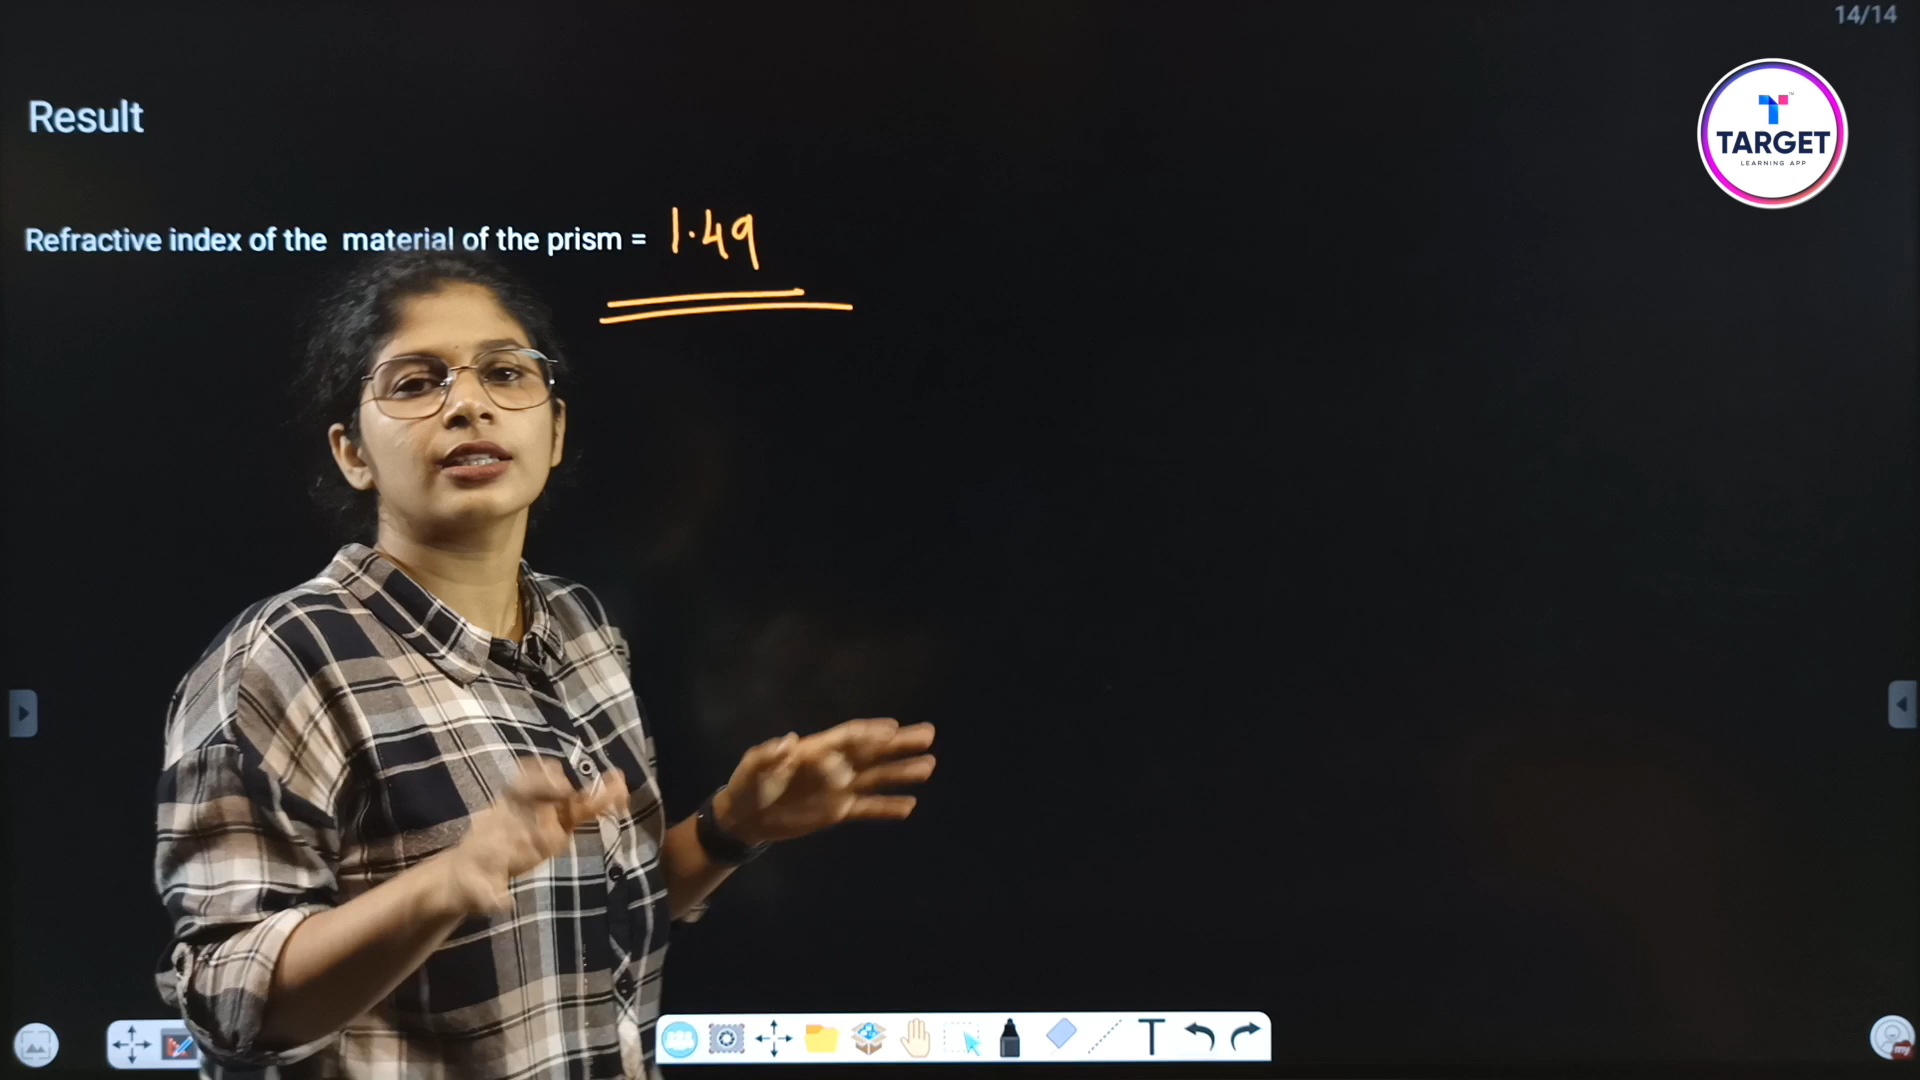 14/14
Result
TARGET
LEARNING APP
Refractive index of the material of the prism = 1.49
T